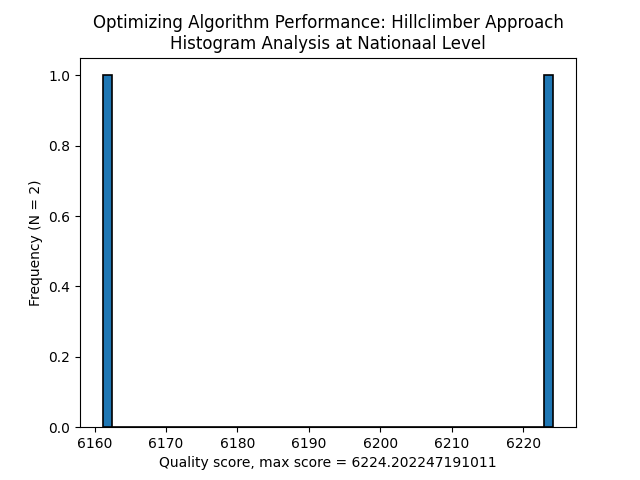 Optimizing Algorithm Performance: Hillclimber Approach
Histogram Analysis at Nationaal Level
1.0
0.8
0.6
0.4
0.2
0.0
Frequency (N = 2)
6160 6170 6180 6190 6200 6210 6220
Quality score, max score = 6224.202247191011